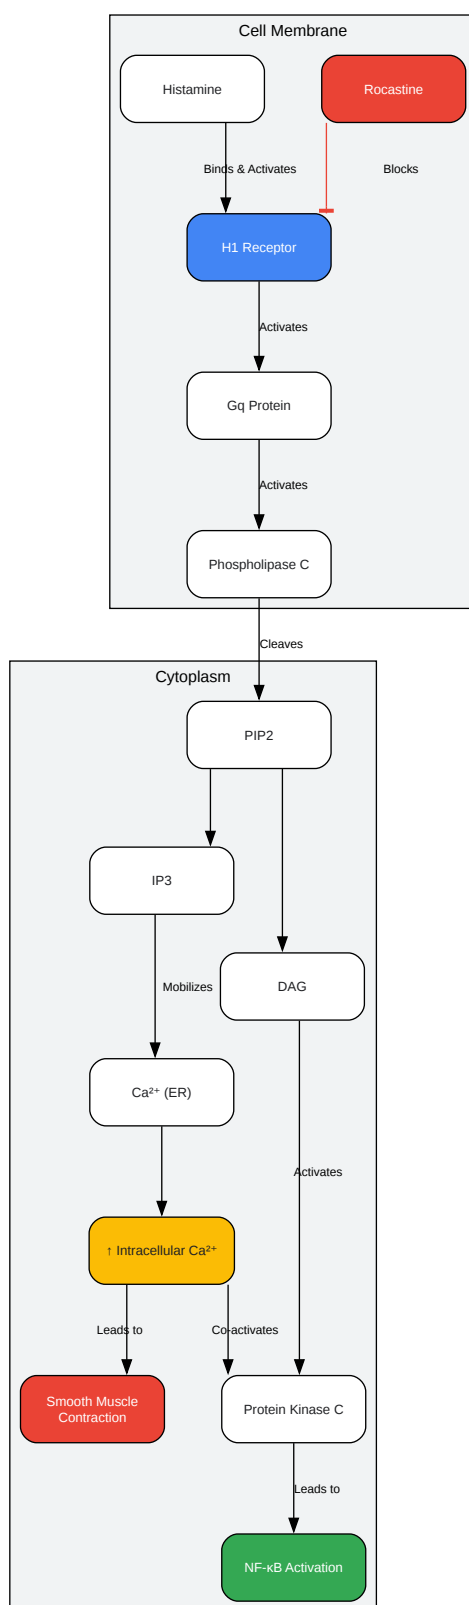 Cell Membrane
Histamine
Rocastine
Binds & Activates
Blocks
H1 Receptor
Activates
Gq Protein
Activates
Phospholipase C
Cleaves
Cytoplasm
PIP2
IP3
DAG
Mobilizes
Ca²⁺ (ER)
Activates
↑ Intracellular Ca²⁺
Leads to
Co-activates
Smooth Muscle
Contraction
Protein Kinase C
Leads to
NF-κB Activation